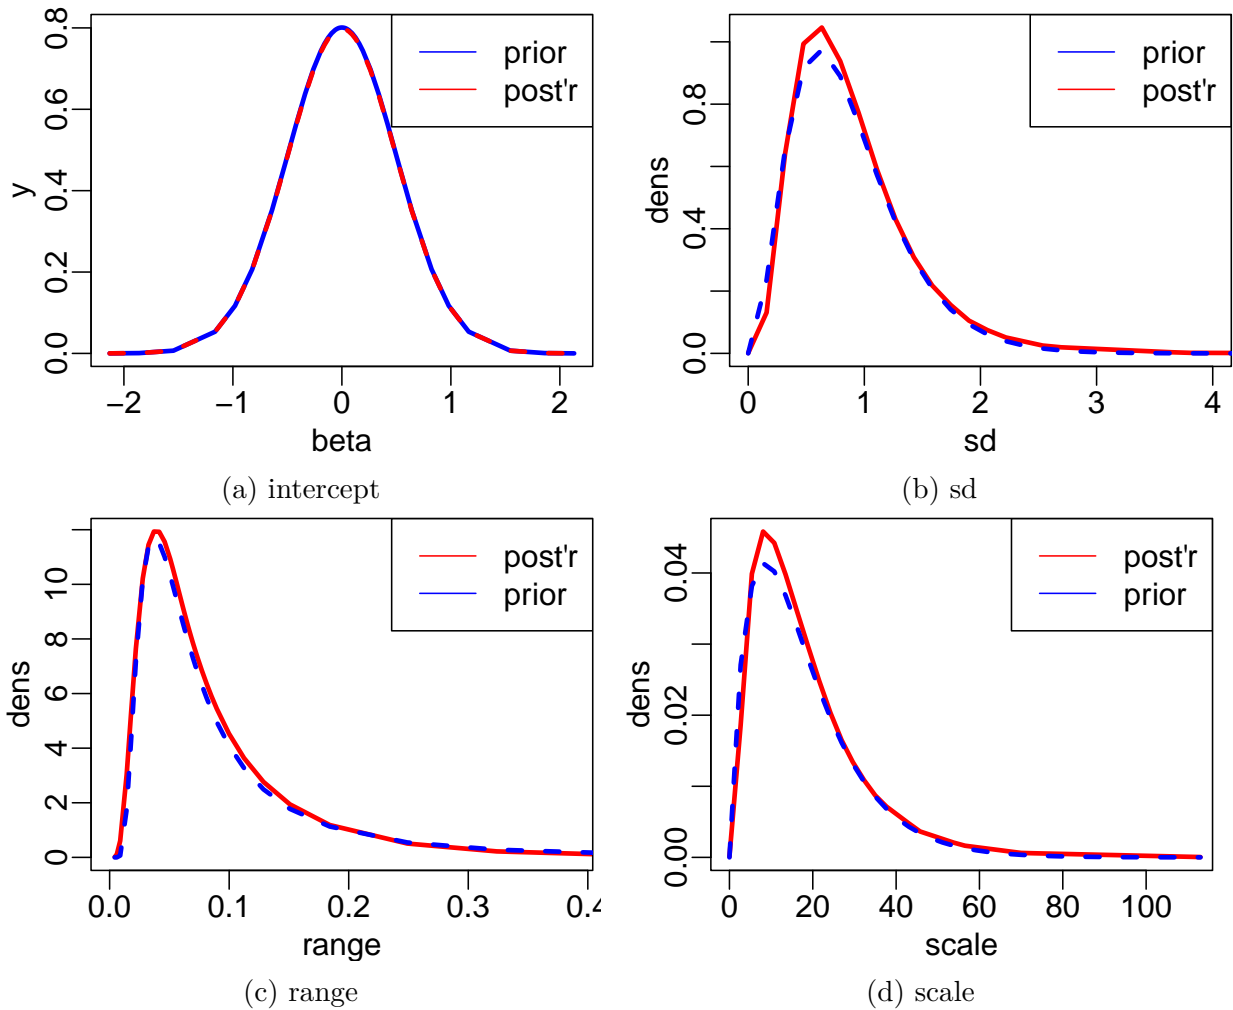 0.8
0.6
0.4
0.2
0.0
y
prior
post'r
−2 −1 0 1 2
beta
(a) intercept
0.8
0.4
0.0
dens
prior
post'r
0 1 2 3 4
sd
(b) sd
10
8
6
4
2
0
dens
post'r
prior
0.0 0.1 0.2 0.3 0.4
range
(c) range
0.04
0.02
0.00
dens
post'r
prior
0 20 40 60 80 100
scale
(d) scale